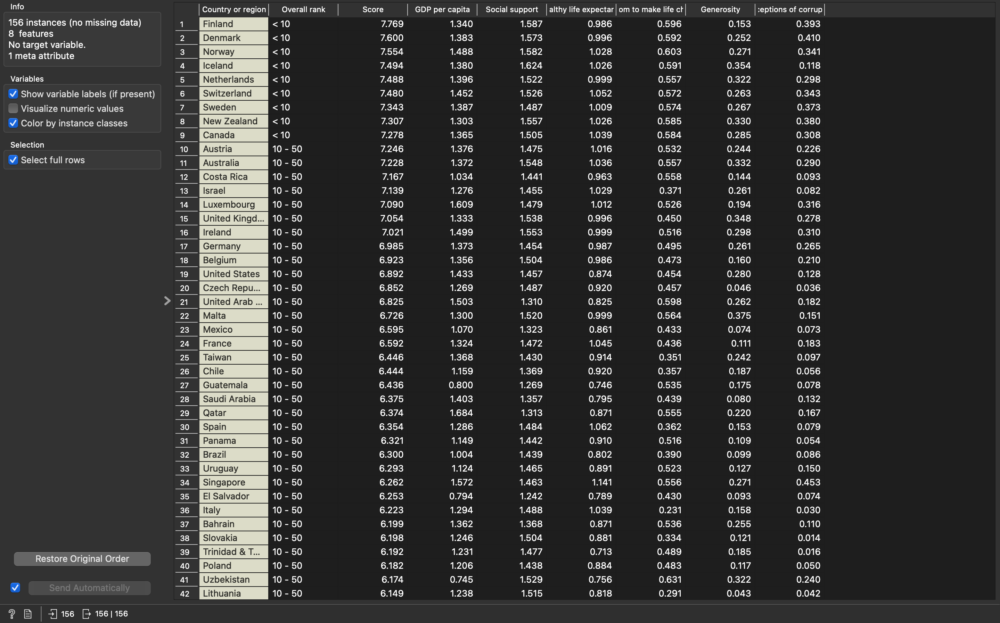 Info
156 instances (no missing data)
8 features
No target variable.
1 meta attribute
Variables
Show variable labels (if present)
Visualize numeric values
Color by instance classes
Selection
Select full rows
Restore Original Order
Send Automatically
Country or region Overall rank Score GDP per capita Social support althy life expectar om to make life ch Generosity ceptions of corrup
1 Finland < 10 7.769 1.340 1.587 0.986 0.596 0.153 0.393
2 Denmark < 10 7.600 1.383 1.573 0.996 0.592 0.252 0.410
3 Norway < 10 7.554 1.488 1.582 1.028 0.603 0.271 0.341
4 Iceland < 10 7.494 1.380 1.624 1.026 0.591 0.354 0.118
5 Netherlands < 10 7.488 1.396 1.522 0.999 0.557 0.322 0.298
6 Switzerland < 10 7.480 1.452 1.526 1.052 0.572 0.263 0.343
7 Sweden < 10 7.343 1.387 1.487 1.009 0.574 0.267 0.373
8 New Zealand < 10 7.307 1.303 1.557 1.026 0.585 0.330 0.380
9 Canada < 10 7.278 1.365 1.505 1.039 0.584 0.285 0.308
10 Austria 10 - 50 7.246 1.376 1.475 1.016 0.532 0.244 0.226
11 Australia 10 - 50 7.228 1.372 1.548 1.036 0.557 0.332 0.290
12 Costa Rica 10 - 50 7.167 1.034 1.441 0.963 0.558 0.144 0.093
13 Israel 10 - 50 7.139 1.276 1.455 1.029 0.371 0.261 0.082
14 Luxembourg 10 - 50 7.090 1.609 1.479 1.012 0.526 0.194 0.316
15 United Kingd... 10 - 50 7.054 1.333 1.538 0.996 0.450 0.348 0.278
16 Ireland 10 - 50 7.021 1.499 1.553 0.999 0.516 0.298 0.310
17 Germany 10 - 50 6.985 1.373 1.454 0.987 0.495 0.261 0.265
18 Belgium 10 - 50 6.923 1.356 1.504 0.986 0.473 0.160 0.210
19 United States 10 - 50 6.892 1.433 1.457 0.874 0.454 0.280 0.128
20 Czech Repu... 10 - 50 6.852 1.269 1.487 0.920 0.457 0.046 0.036
21 United Arab ... 10 - 50 6.825 1.503 1.310 0.825 0.598 0.262 0.182
22 Malta 10 - 50 6.726 1.300 1.520 0.999 0.564 0.375 0.151
23 Mexico 10 - 50 6.595 1.070 1.323 0.861 0.433 0.074 0.073
24 France 10 - 50 6.592 1.324 1.472 1.045 0.436 0.111 0.183
25 Taiwan 10 - 50 6.446 1.368 1.430 0.914 0.351 0.242 0.097
26 Chile 10 - 50 6.444 1.159 1.369 0.920 0.357 0.187 0.056
27 Guatemala 10 - 50 6.436 0.800 1.269 0.746 0.535 0.175 0.078
28 Saudi Arabia 10 - 50 6.375 1.403 1.357 0.795 0.439 0.080 0.132
29 Qatar 10 - 50 6.374 1.684 1.313 0.871 0.555 0.220 0.167
30 Spain 10 - 50 6.354 1.286 1.484 1.062 0.362 0.153 0.079
31 Panama 10 - 50 6.321 1.149 1.442 0.910 0.516 0.109 0.054
32 Brazil 10 - 50 6.300 1.004 1.439 0.802 0.390 0.099 0.086
33 Uruguay 10 - 50 6.293 1.124 1.465 0.891 0.523 0.127 0.150
34 Singapore 10 - 50 6.262 1.572 1.463 1.141 0.556 0.271 0.453
35 El Salvador 10 - 50 6.253 0.794 1.242 0.789 0.430 0.093 0.074
36 Italy 10 - 50 6.223 1.294 1.488 1.039 0.231 0.158 0.030
37 Bahrain 10 - 50 6.199 1.362 1.368 0.871 0.536 0.255 0.110
38 Slovakia 10 - 50 6.198 1.246 1.504 0.881 0.334 0.121 0.014
39 Trinidad & T... 10 - 50 6.192 1.231 1.477 0.713 0.489 0.185 0.016
40 Poland 10 - 50 6.182 1.206 1.438 0.884 0.483 0.117 0.050
41 Uzbekistan 10 - 50 6.174 0.745 1.529 0.756 0.631 0.322 0.240
42 Lithuania 10 - 50 6.149 1.238 1.515 0.818 0.291 0.043 0.042
? 156 156 | 156